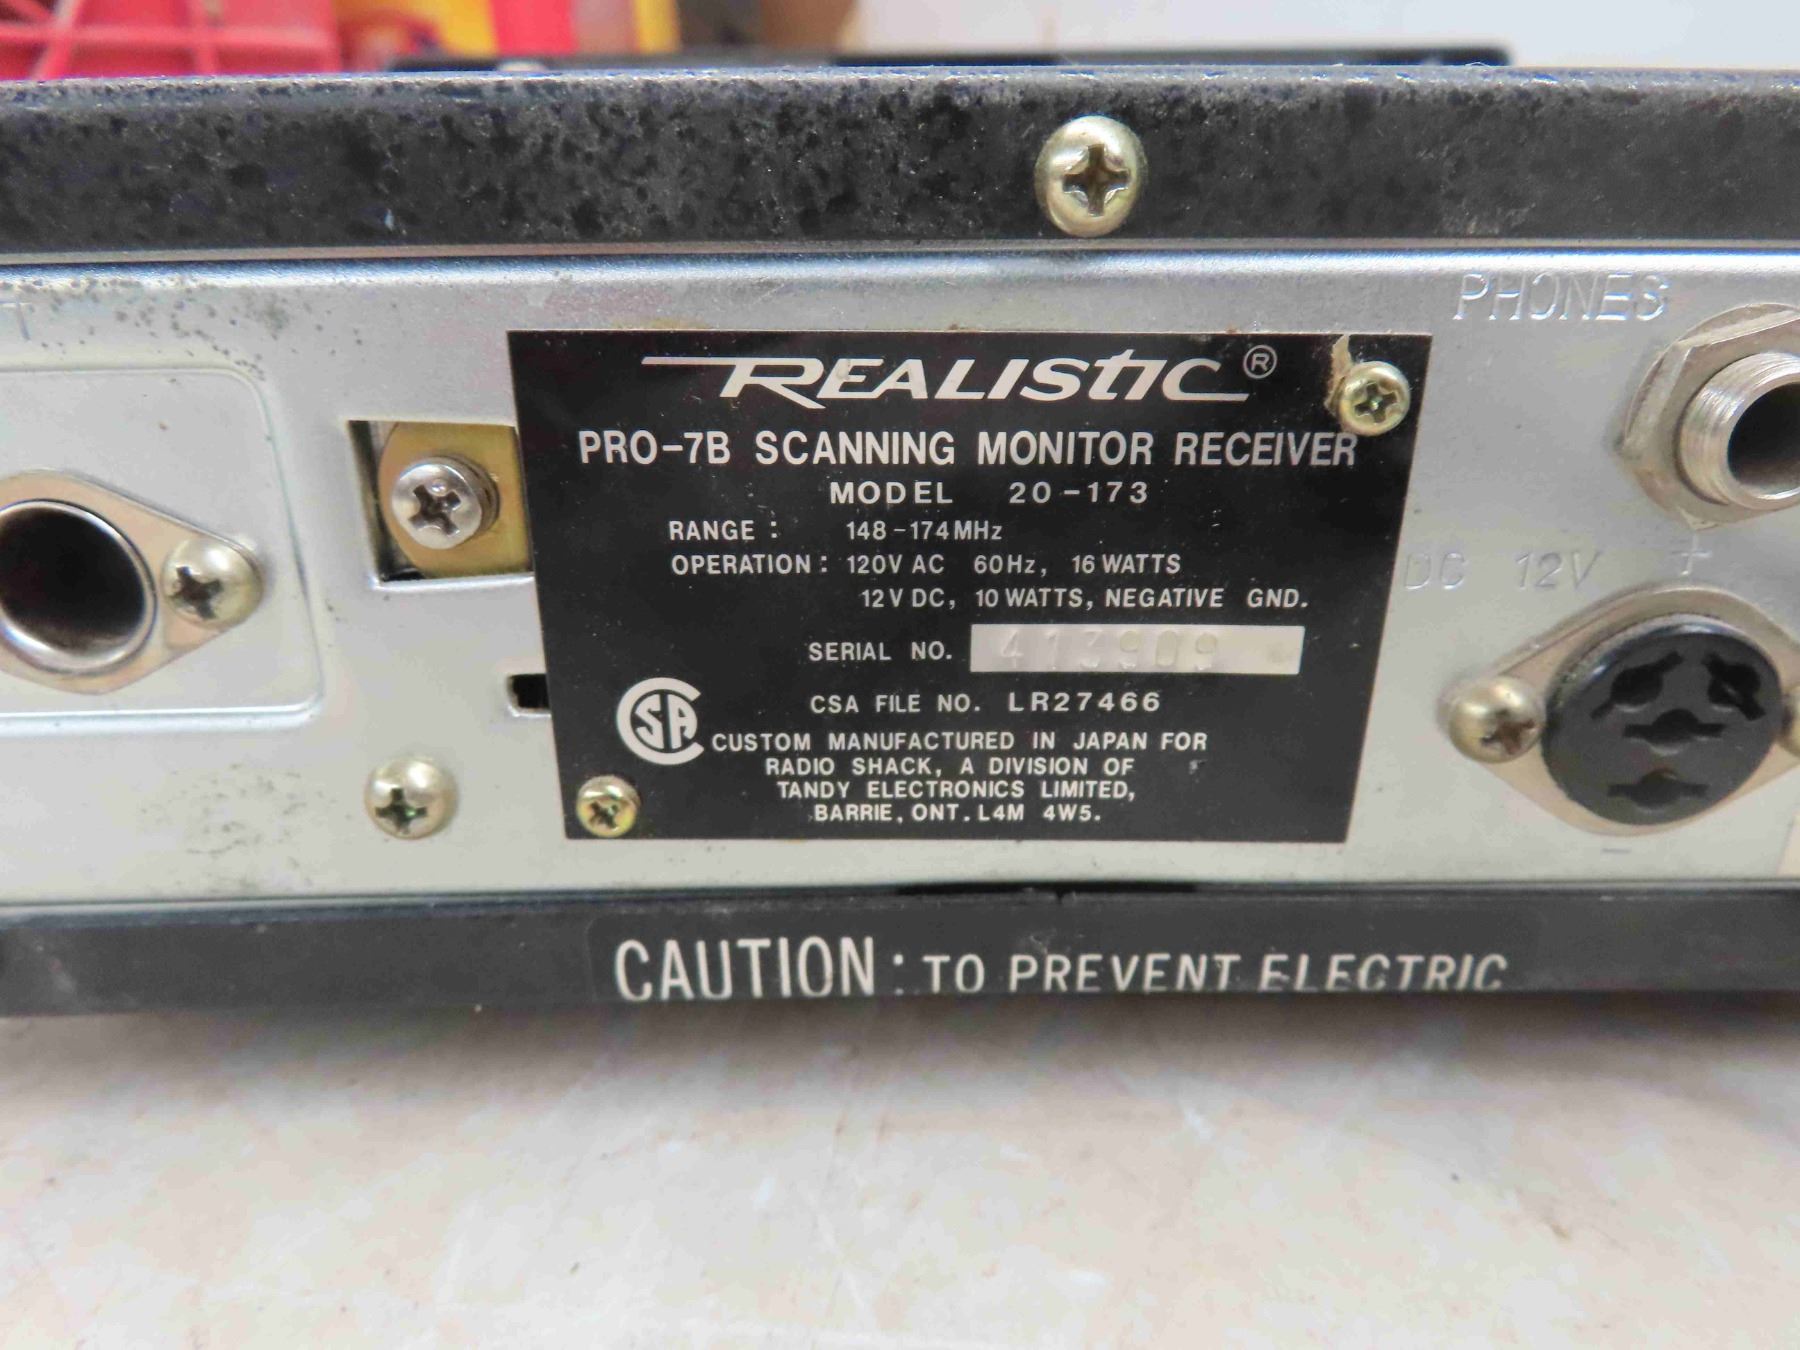 PHONES
REALISTIC®
PRO-7B SCANNING MONITOR RECEIVER
MODEL 20-173
RANGE : 148-174MHz
OPERATION : 120V AC 60Hz, 16 WATTS
12V DC, 10 WATTS, NEGATIVE GND.
DC 12V +
SERIAL NO. 413909
CSA FILE NO. LR27466
CSA
CUSTOM MANUFACTURED IN JAPAN FOR
RADIO SHACK, A DIVISION OF
TANDY ELECTRONICS LIMITED,
BARRIE, ONT. L4M 4W5.
CAUTION : TO PREVENT ELECTRIC